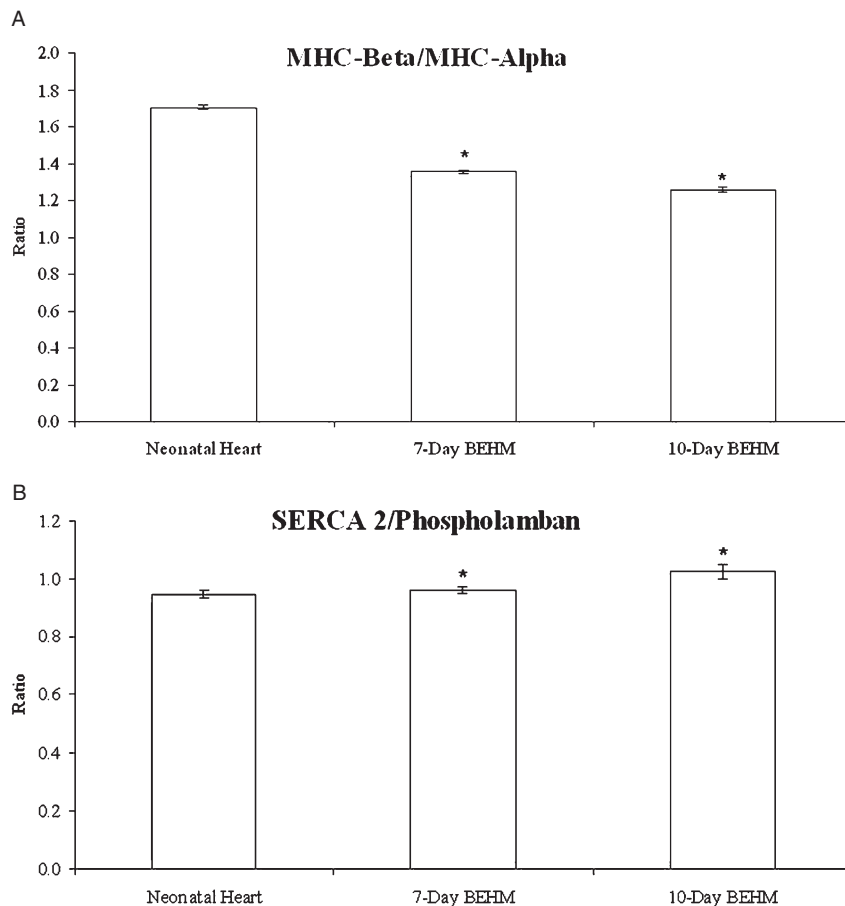 A
MHC-Beta/MHC-Alpha
2.0
1.8
1.6
1.4
1.2
1.0
0.8
0.6
0.4
0.2
0.0
Ratio
*
*
Neonatal Heart
7-Day BEHM
10-Day BEHM
B
SERCA 2/Phospholamban
1.2
1.0
0.8
0.6
0.4
0.2
0.0
Ratio
*
*
Neonatal Heart
7-Day BEHM
10-Day BEHM